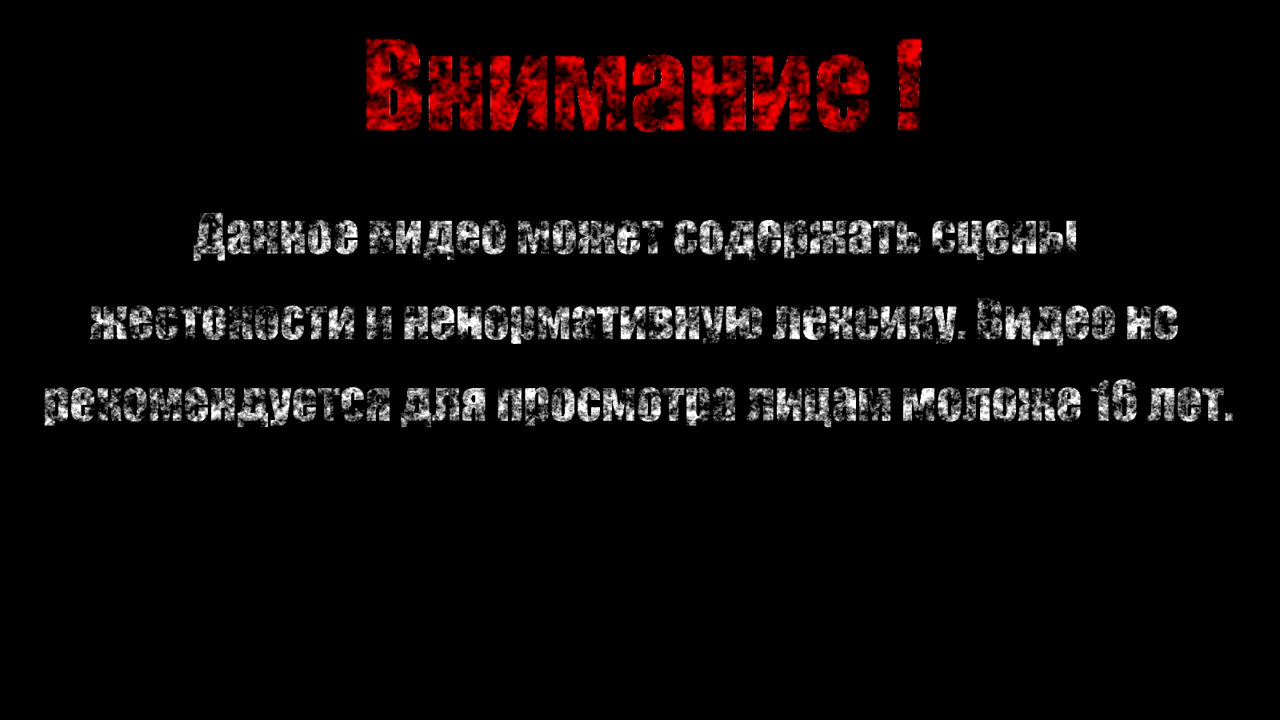 Внимание !
Данное видео может содержать сцены
жестокости и ненормативную лексику. Видео не
рекомендуется для просмотра лицам моложе 16 лет.